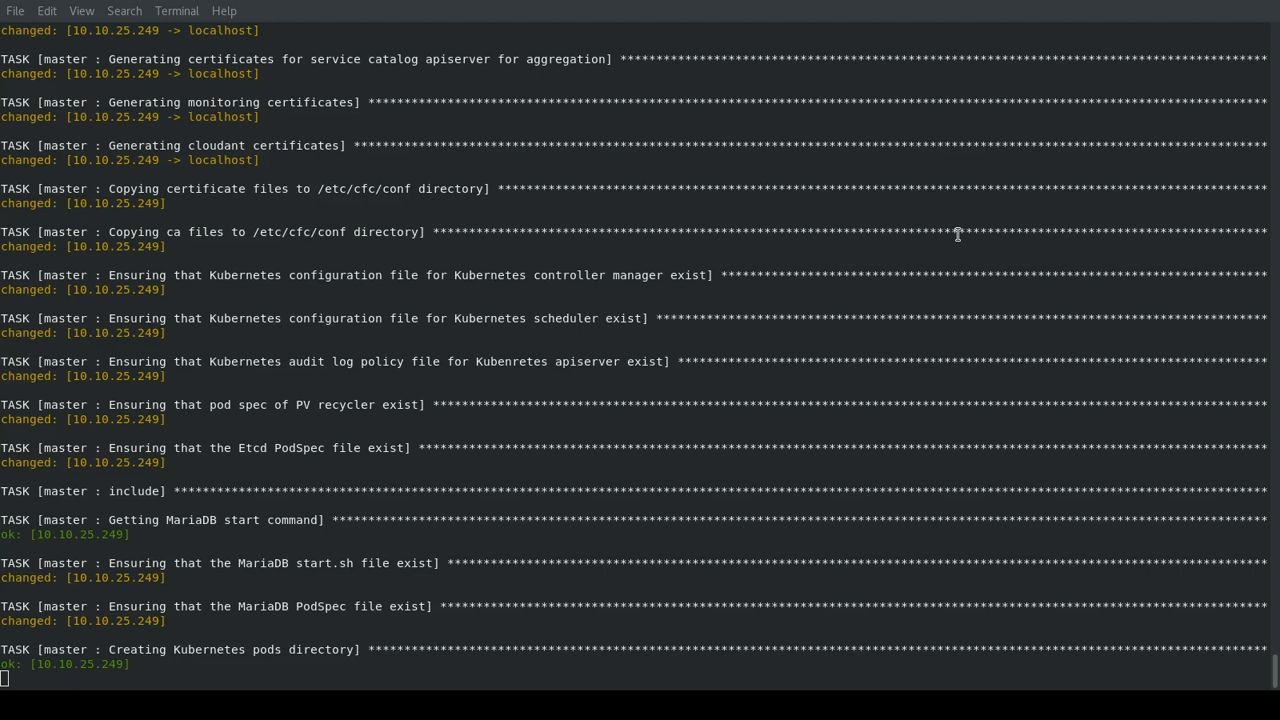 File Edit View Search Terminal Help
changed: [10.10.25.249 -> localhost]
TASK [master : Generating certificates for service catalog apiserver for aggregation] ******************************************************************************************
changed: [10.10.25.249 -> localhost]
TASK [master : Generating monitoring certificates] *****************************************************************************************************************************
changed: [10.10.25.249 -> localhost]
TASK [master : Generating cloudant certificates] *******************************************************************************************************************************
changed: [10.10.25.249 -> localhost]
TASK [master : Copying certificate files to /etc/cfc/conf directory] ***********************************************************************************************************
changed: [10.10.25.249]
TASK [master : Copying ca files to /etc/cfc/conf directory] ********************************************************************************************************************
changed: [10.10.25.249]
TASK [master : Ensuring that Kubernetes configuration file for Kubernetes controller manager exist] ****************************************************************************
changed: [10.10.25.249]
TASK [master : Ensuring that Kubernetes configuration file for Kubernetes scheduler exist] *************************************************************************************
changed: [10.10.25.249]
TASK [master : Ensuring that Kubernetes audit log policy file for Kubenretes apiserver exist] **********************************************************************************
changed: [10.10.25.249]
TASK [master : Ensuring that pod spec of PV recycler exist] ********************************************************************************************************************
changed: [10.10.25.249]
TASK [master : Ensuring that the Etcd PodSpec file exist] **********************************************************************************************************************
changed: [10.10.25.249]
TASK [master : include] ********************************************************************************************************************************************************
TASK [master : Getting MariaDB start command] **********************************************************************************************************************************
ok: [10.10.25.249]
TASK [master : Ensuring that the MariaDB start.sh file exist] ******************************************************************************************************************
changed: [10.10.25.249]
TASK [master : Ensuring that the MariaDB PodSpec file exist] *******************************************************************************************************************
changed: [10.10.25.249]
TASK [master : Creating Kubernetes pods directory] *****************************************************************************************************************************
ok: [10.10.25.249]